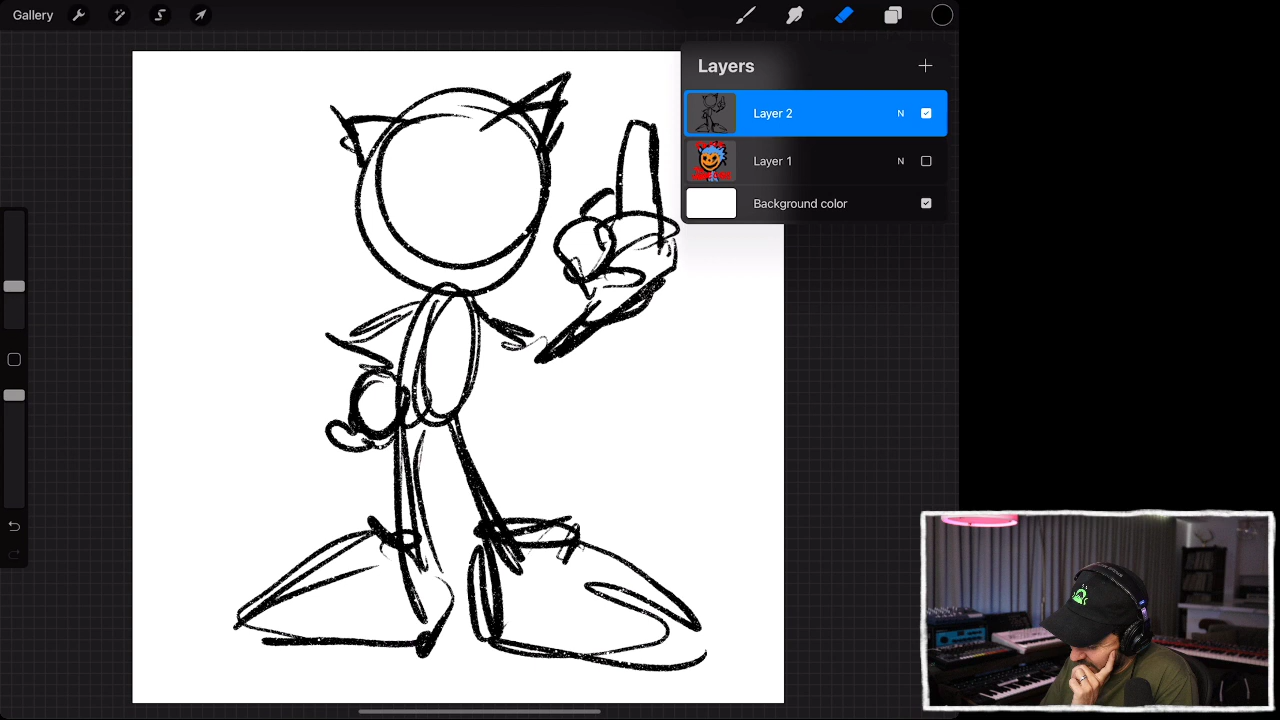 Gallery
Layers
Layer 2 N
Layer 1 N
Background color